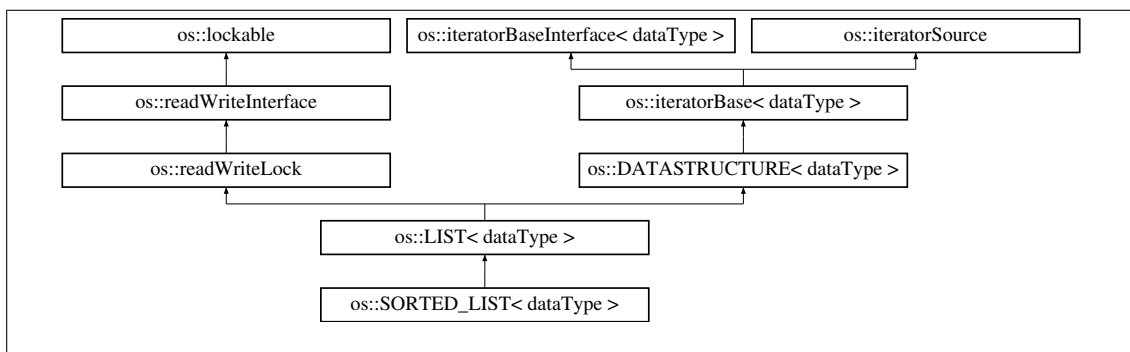 os::lockable
os::iteratorBaseInterface< dataType >
os::iteratorSource
os::readWriteInterface
os::iteratorBase< dataType >
os::readWriteLock
os::DATASTRUCTURE< dataType >
os::LIST< dataType >
os::SORTED_LIST< dataType >